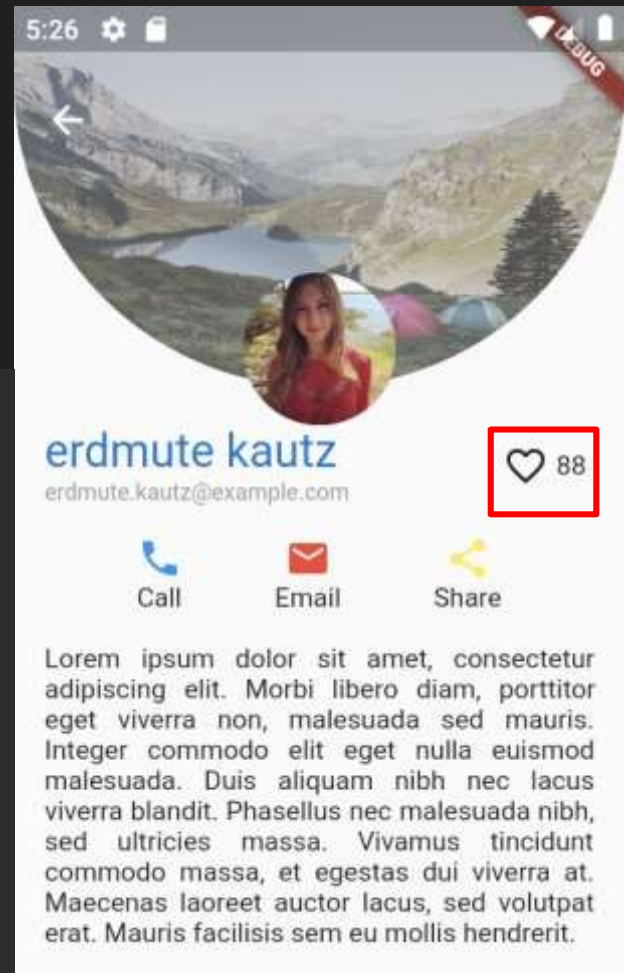 5:26
DEBUG
erdmute kautz
88
erdmute.kautz@example.com
Call Email Share
Lorem ipsum dolor sit amet, consectetur
adipiscing elit. Morbi libero diam, porttitor
eget viverra non, malesuada sed mauris.
Integer commodo elit eget nulla euismod
malesuada. Duis aliquam nibh nec lacus
viverra blandit. Phasellus nec malesuada nibh,
sed ultricies massa. Vivamus tincidunt
commodo massa, et egestas dui viverra at.
Maecenas laoreet auctor lacus, sed volutpat
erat. Mauris facilisis sem eu mollis hendrerit.